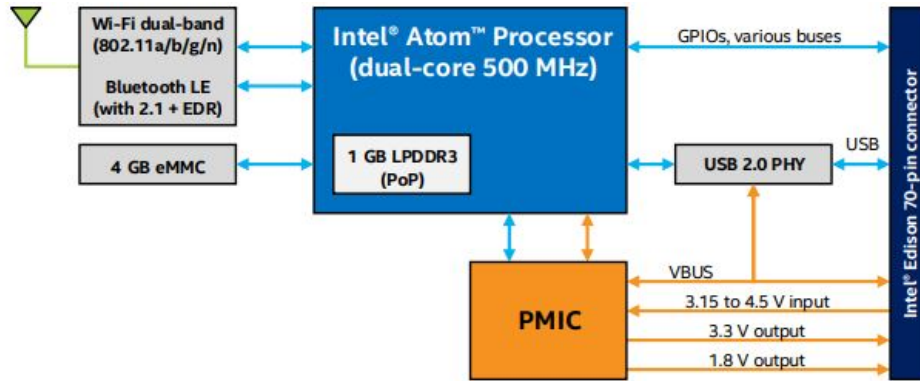 Wi-Fi dual-band
(802.11a/b/g/n)
Bluetooth LE
(with 2.1 + EDR)
4 GB eMMC
Intel® Atom™ Processor
(dual-core 500 MHz)
1 GB LPDDR3
(PoP)
GPIOs, various buses
USB 2.0 PHY
USB
PMIC
VBUS
3.15 to 4.5 V input
3.3 V output
1.8 V output
Intel® Edison 70-pin connector